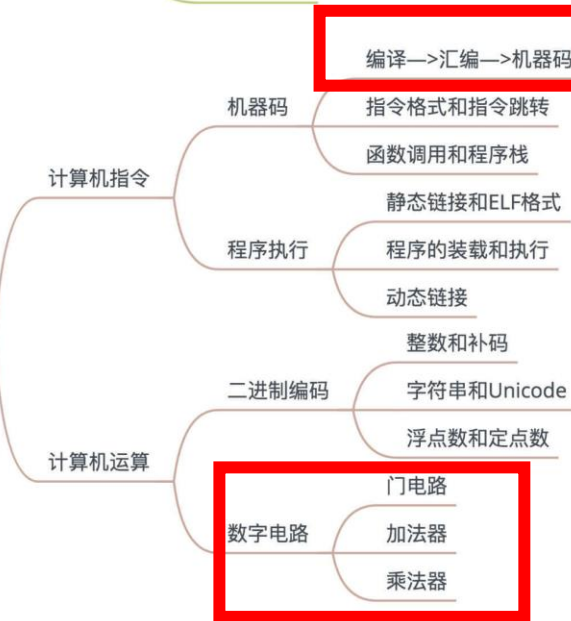 编译—>汇编—>机器码
机器码
指令格式和指令跳转
函数调用和程序栈
计算机指令
静态链接和ELF格式
程序执行
程序的装载和执行
动态链接
整数和补码
二进制编码
字符串和Unicode
浮点数和定点数
计算机运算
门电路
数字电路
加法器
乘法器